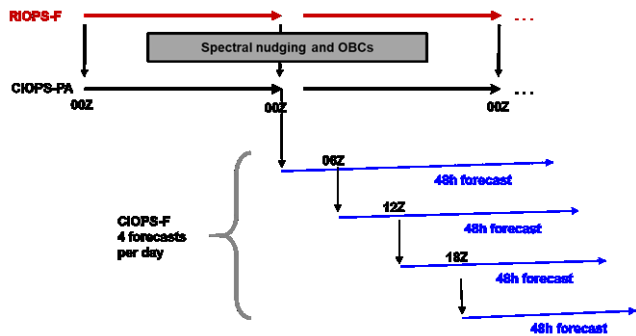 RIOPS-F
...
Spectral nudging and OBCs
CIOPS-PA
...
00Z
00Z
00Z
06Z
48h forecast
12Z
48h forecast
CIOPS-F
4 forecasts
per day
18Z
48h forecast
48h forecast